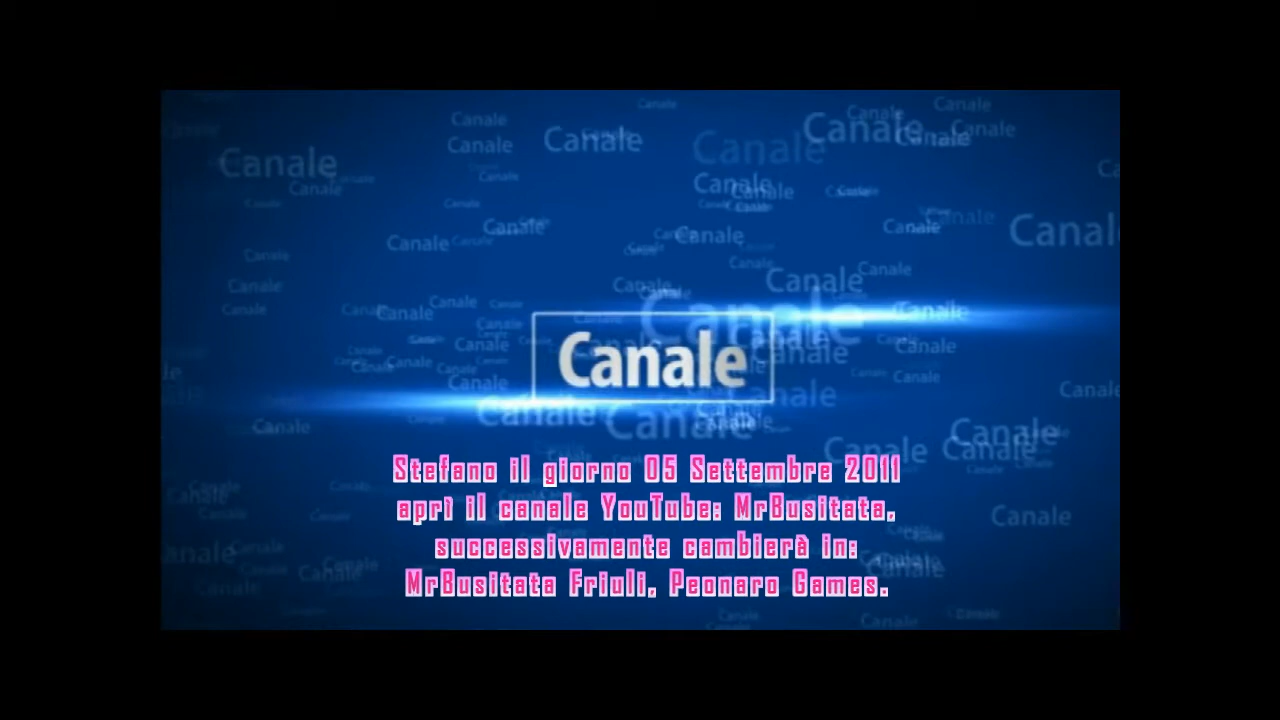 Canale
Stefano il giorno 05 Settembre 2011
aprì il canale YouTube: MrBusitata,
successivamente cambierà in:
MrBusitata Friuli, Peonaro Games.